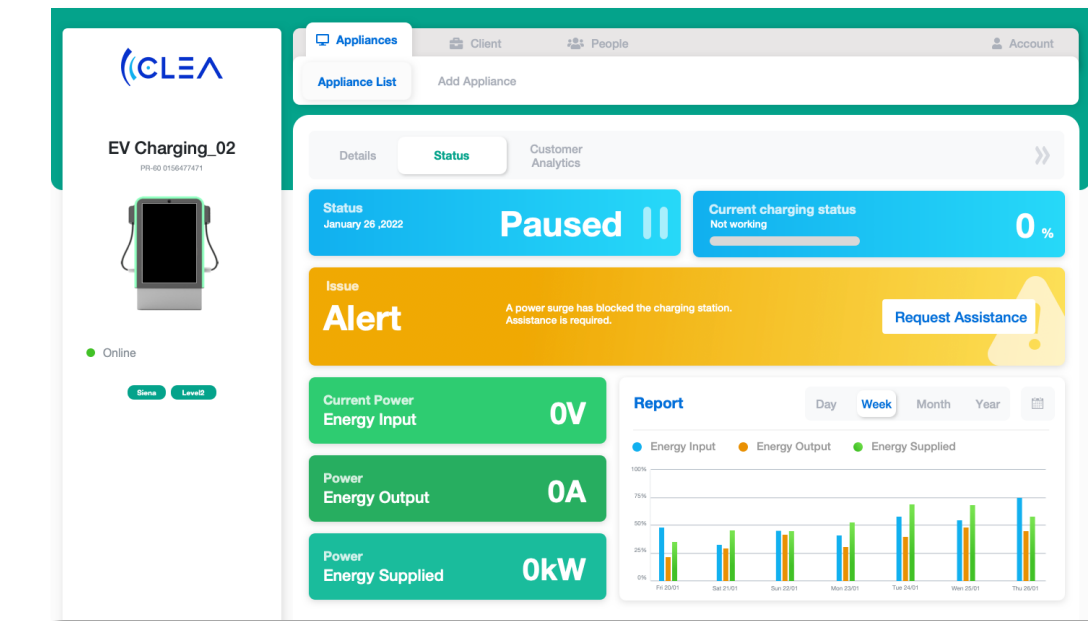 CLEA
EV Charging_02
PR-60 0156477471
Online
Siena
Level2
Appliances
Client
People
Account
Appliance List
Add Appliance
Details
Status
Customer
Analytics
Status
January 26 ,2022
Paused
Current charging status
Not working
0 %
Issue
Alert
A power surge has blocked the charging station.
Assistance is required.
Request Assistance
Current Power
Energy Input
0V
Power
Energy Output
0A
Power
Energy Supplied
0kW
Report
Day
Week
Month
Year
Energy Input
Energy Output
Energy Supplied
100%
75%
50%
25%
0%
Fri 20/01
Sat 21/01
Sun 22/01
Mon 23/01
Tue 24/01
Wen 25/01
Thu 26/01